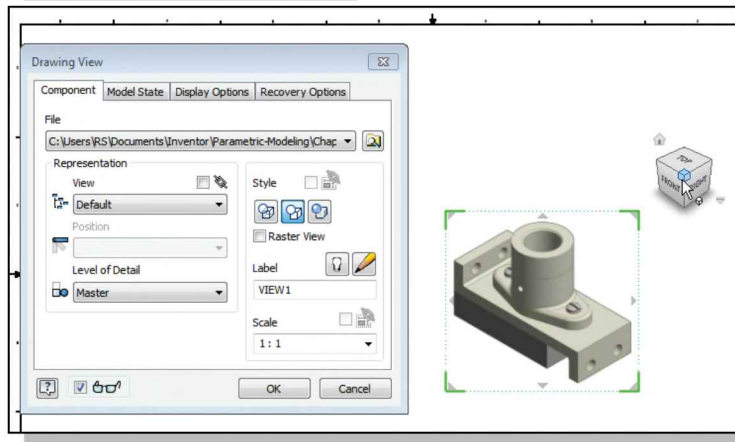 Drawing View
Component Model State Display Options Recovery Options
File
C:\Users\RS\Documents\Inventor\Parametric-Modeling\Chap
Representation
View
Default
Position
Level of Detail
Master
Style
Raster View
Label
VIEW1
Scale
1 : 1
OK Cancel
TOP
FRONT RIGHT